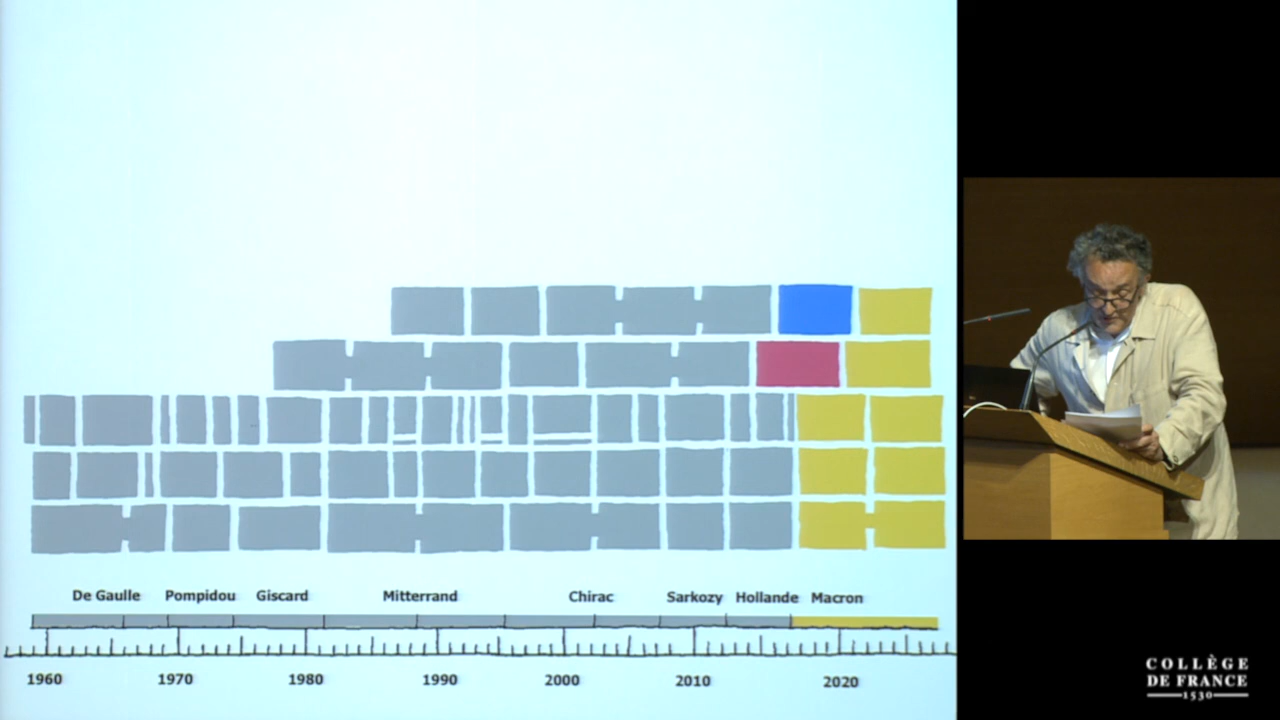 De Gaulle Pompidou Giscard Mitterrand Chirac Sarkozy Hollande Macron
1960 1970 1980 1990 2000 2010 2020
COLLÈGE
DE FRANCE
1530